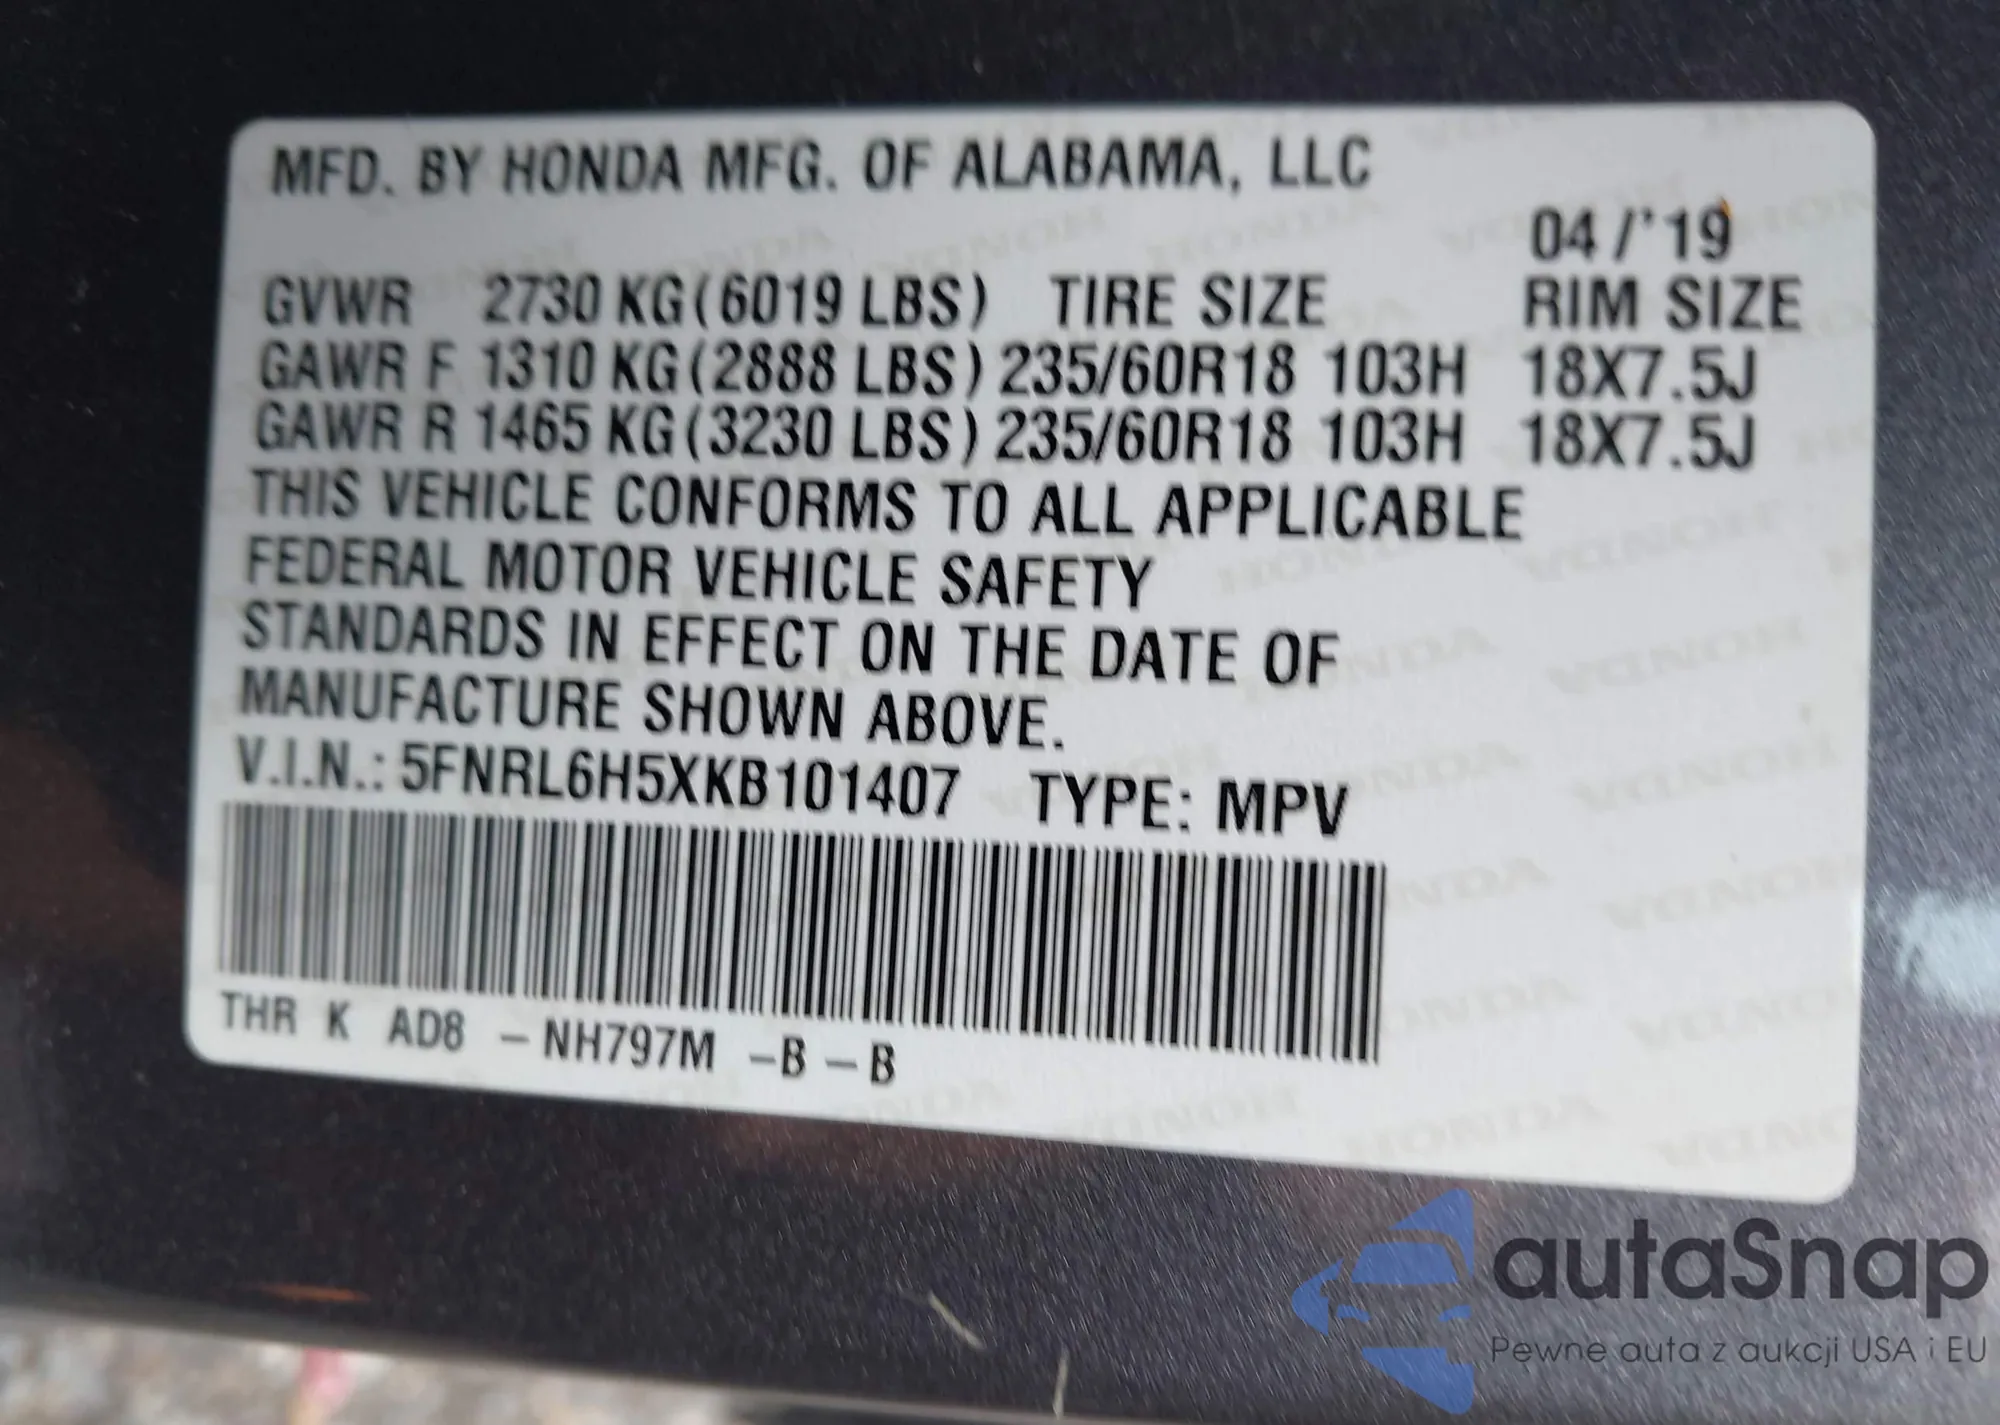 MFD. BY HONDA MFG. OF ALABAMA, LLC
04/'19
GVWR 2730 KG(6019 LBS) TIRE SIZE RIM SIZE
GAWR F 1310 KG(2888 LBS) 235/60R18 103H 18X7.5J
GAWR R 1465 KG(3230 LBS) 235/60R18 103H 18X7.5J
THIS VEHICLE CONFORMS TO ALL APPLICABLE
FEDERAL MOTOR VEHICLE SAFETY
STANDARDS IN EFFECT ON THE DATE OF
MANUFACTURE SHOWN ABOVE.
V.I.N.: 5FNRL6H5XKB101407 TYPE: MPV
THR K AD8 –NH797M –B–B
autaSnap
Pewne auta z aukcji USA i EU